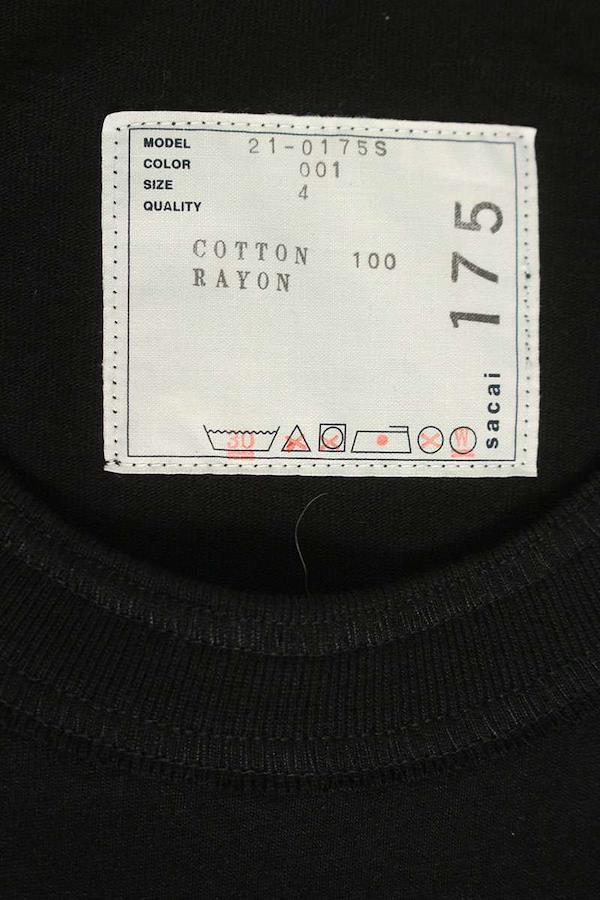 MODEL 21-0175S
COLOR 001
SIZE 4
QUALITY
COTTON 100
RAYON
30
W
sacai 175